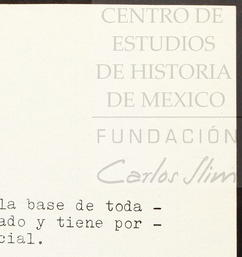 CENTRO DE
ESTUDIOS
DE HISTORIA
DE MEXICO
FUNDACIÓN
Carlos Slim
la base de toda -
ado y tiene por -
cial.